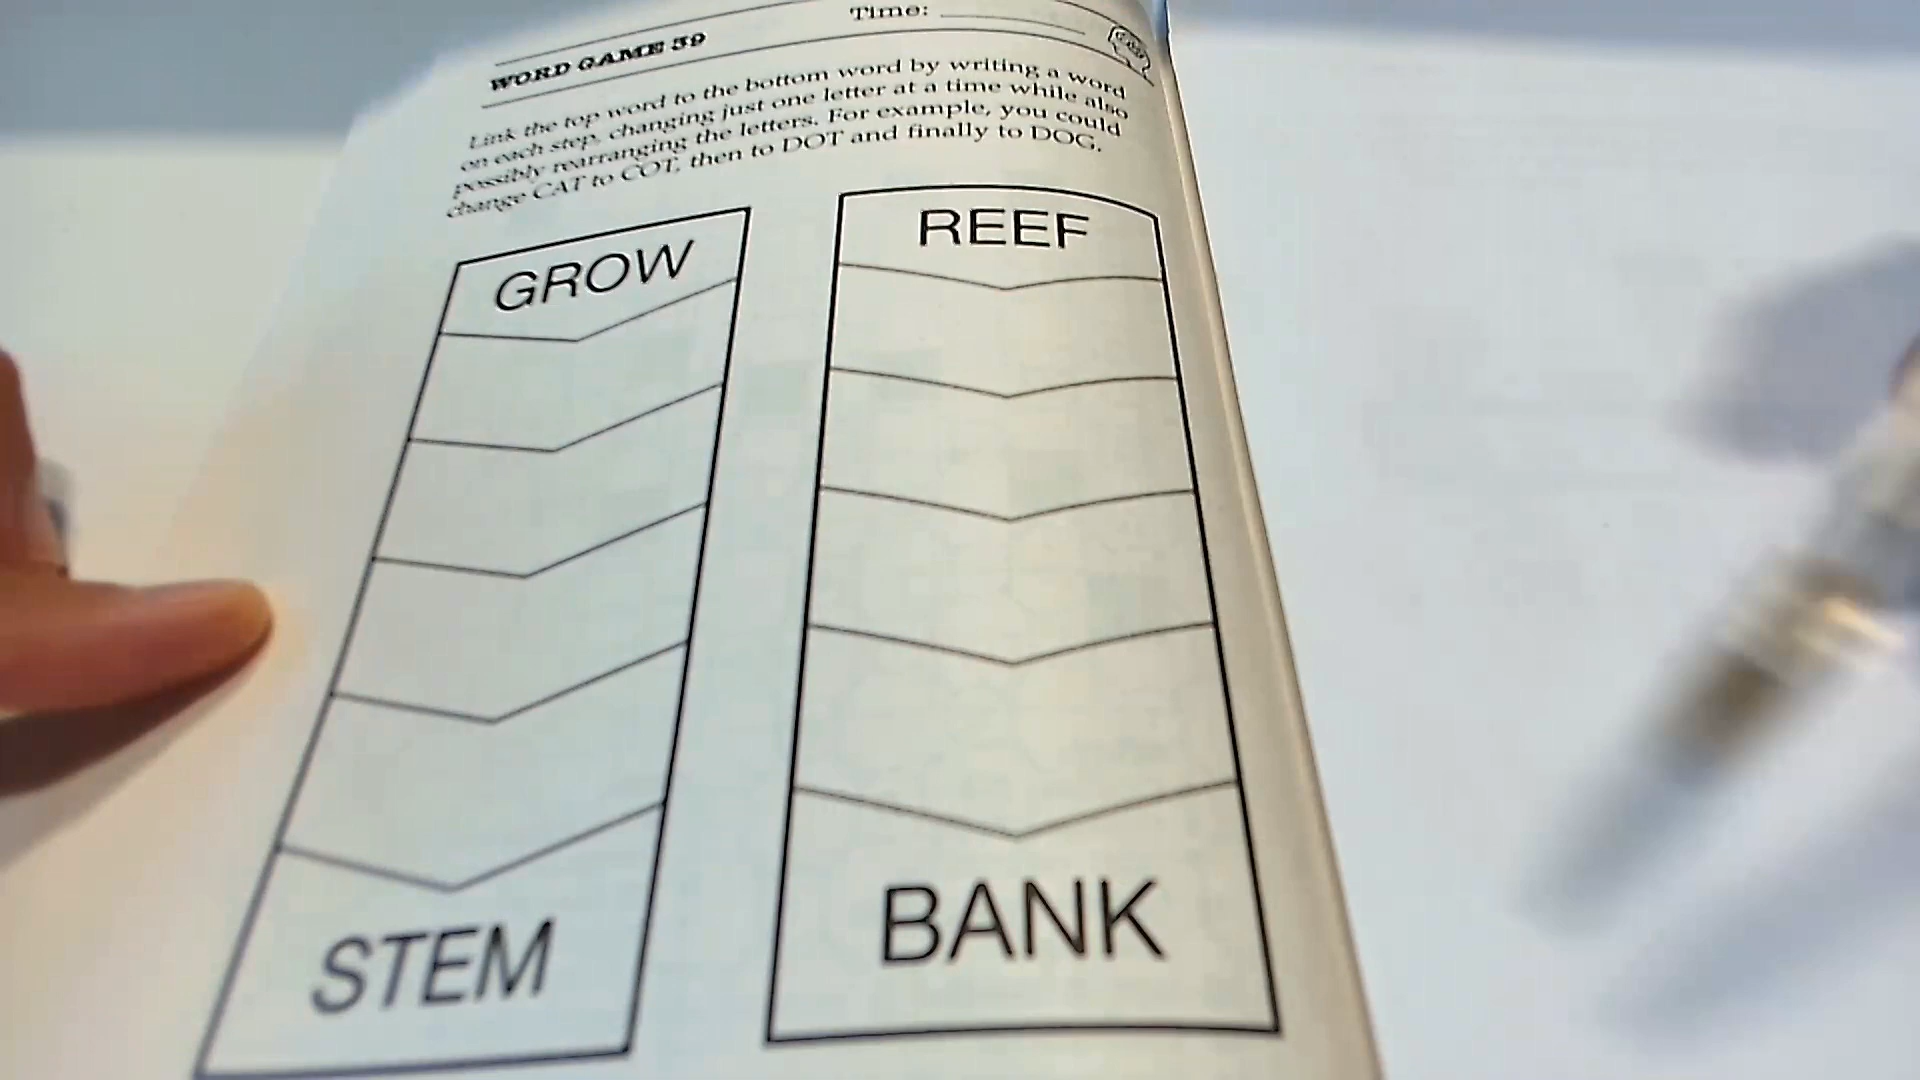 Time:
WORD GAME 39
Link the top word to the bottom word by writing a word
on each step, changing just one letter at a time while also
possibly rearranging the letters. For example, you could
change CAT to COT, then to DOT and finally to DOG.
GROW
STEM
REEF
BANK